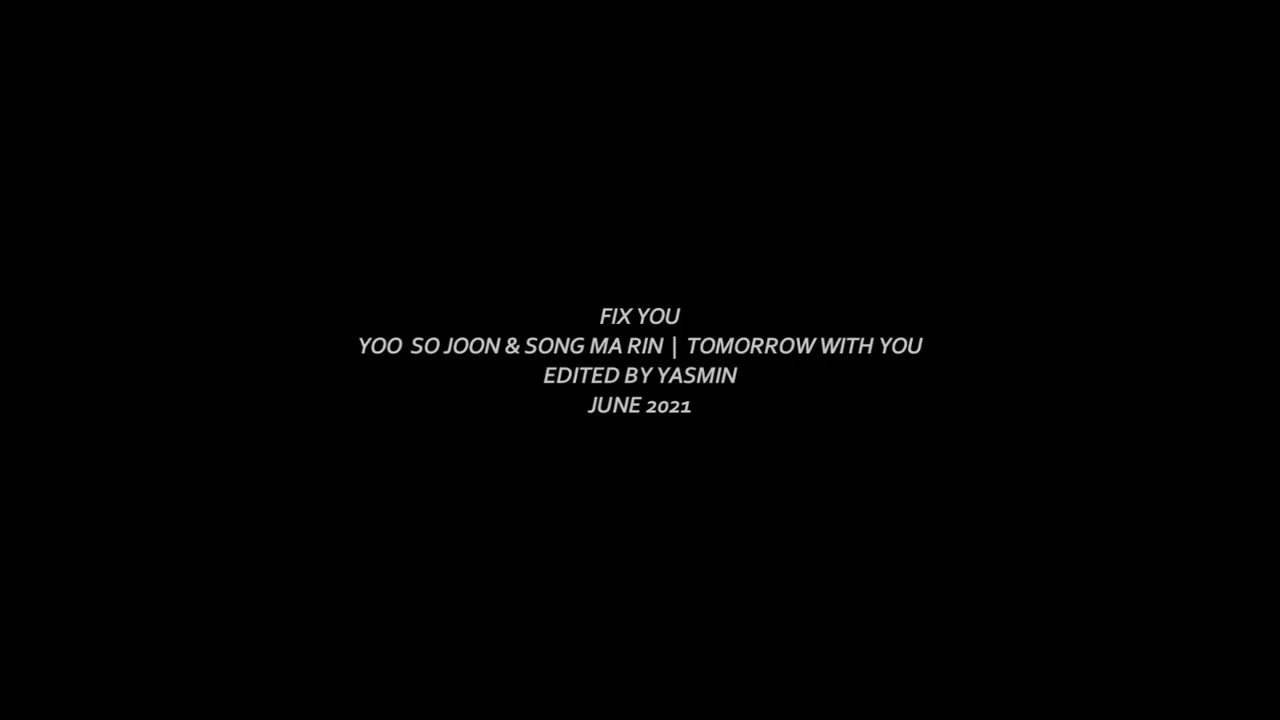 FIX YOU
YOO SO JOON & SONG MA RIN | TOMORROW WITH YOU
EDITED BY YASMIN
JUNE 2021